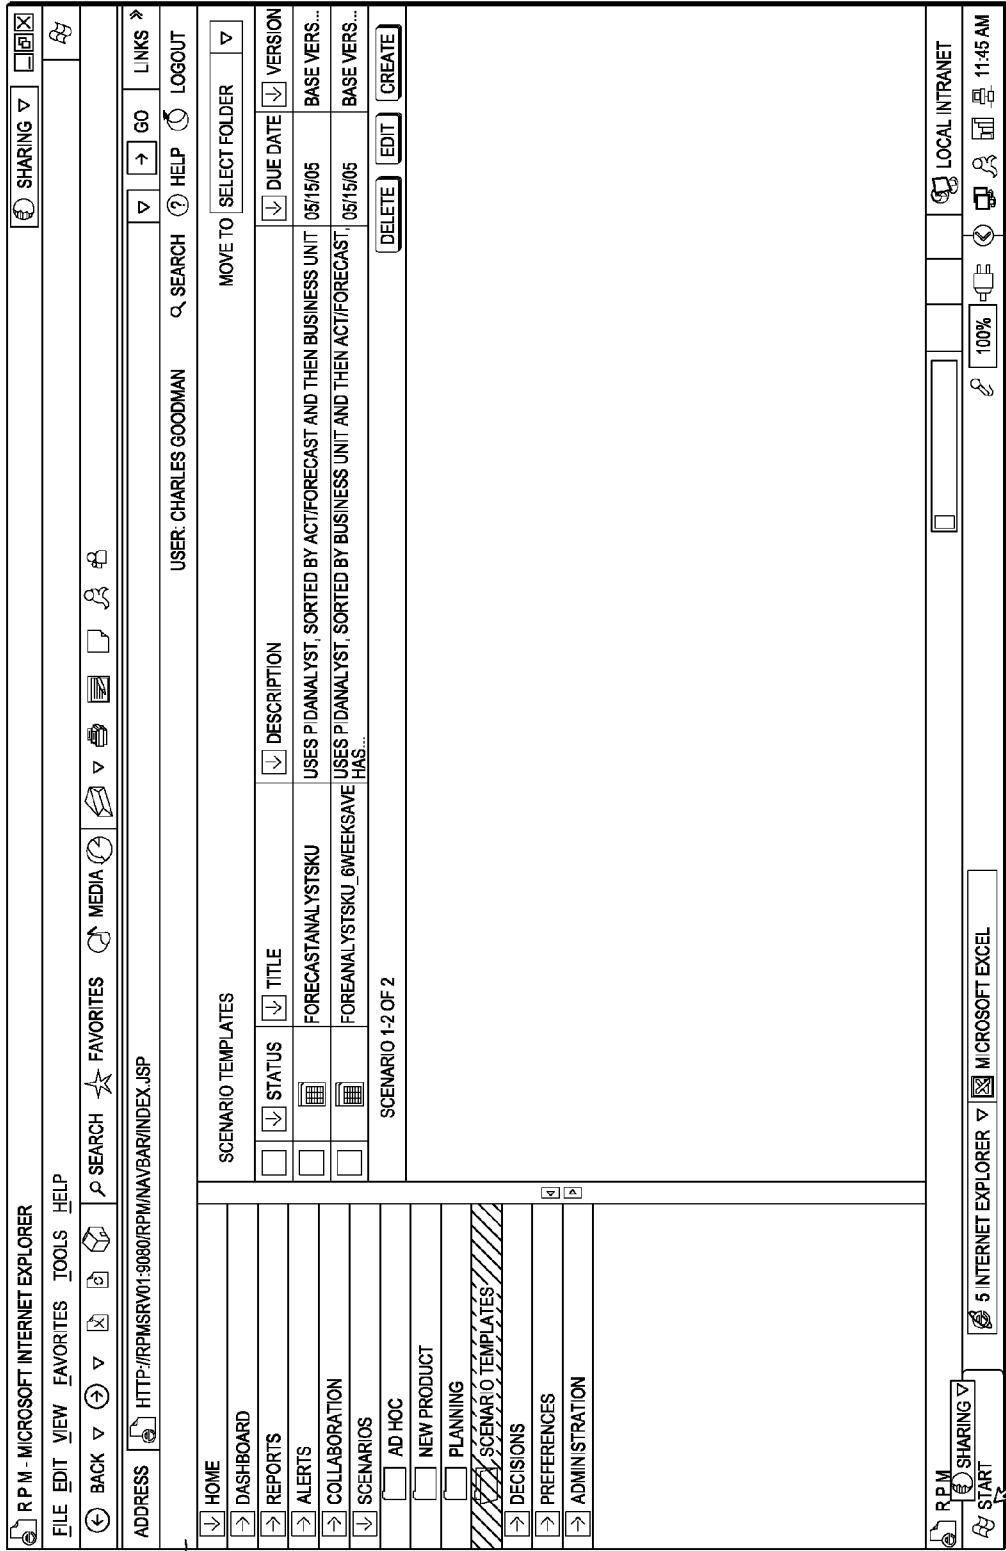 R P M - MICROSOFT INTERNET EXPLORER
SHARING
FILE EDIT VIEW FAVORITES TOOLS HELP
BACK SEARCH FAVORITES MEDIA
ADDRESS HTTP://RPMSRV01:9080/RPM/NAVBAR/INDEX.JSP GO LINKS »
USER: CHARLES GOODMAN SEARCH ? HELP LOGOUT
HOME
DASHBOARD
REPORTS
ALERTS
COLLABORATION
SCENARIOS
AD HOC
NEW PRODUCT
PLANNING
SCENARIO TEMPLATES
DECISIONS
PREFERENCES
ADMINISTRATION
SCENARIO TEMPLATES MOVE TO SELECT FOLDER
STATUS TITLE DESCRIPTION DUE DATE VERSION
FORECASTANALYSTSKU USES PIDANALYST, SORTED BY ACT/FORECAST AND THEN BUSINESS UNIT 05/15/05 BASE VERS...
FOREANALYSTSKU_6WEEKSAVE USES PIDANALYST, SORTED BY BUSINESS UNIT AND THEN ACT/FORECAST, 05/15/05 BASE VERS...
HAS...
SCENARIO 1-2 OF 2 DELETE EDIT CREATE
R P M LOCAL INTRANET
SHARING
START 5 INTERNET EXPLORER MICROSOFT EXCEL 100% 11:45 AM